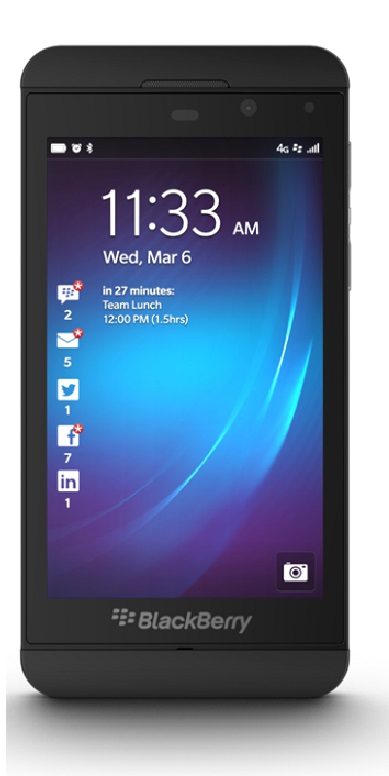 4G
11:33 AM
Wed, Mar 6
in 27 minutes:
Team Lunch
12:00 PM (1.5hrs)
2
5
1
7
in
1
BlackBerry